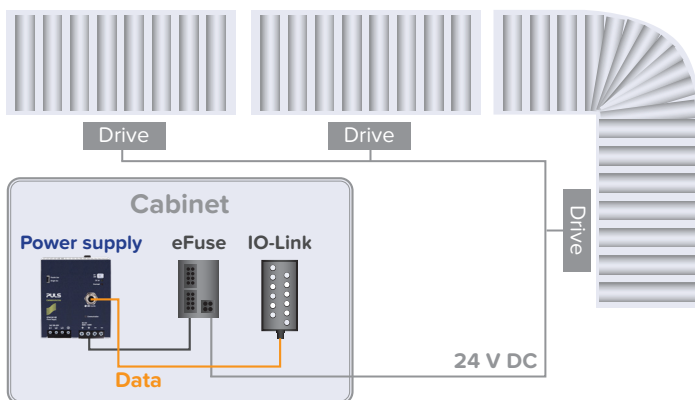 Drive
Drive
Drive
Cabinet
Power supply
eFuse
IO-Link
PULS
24 V DC
Data